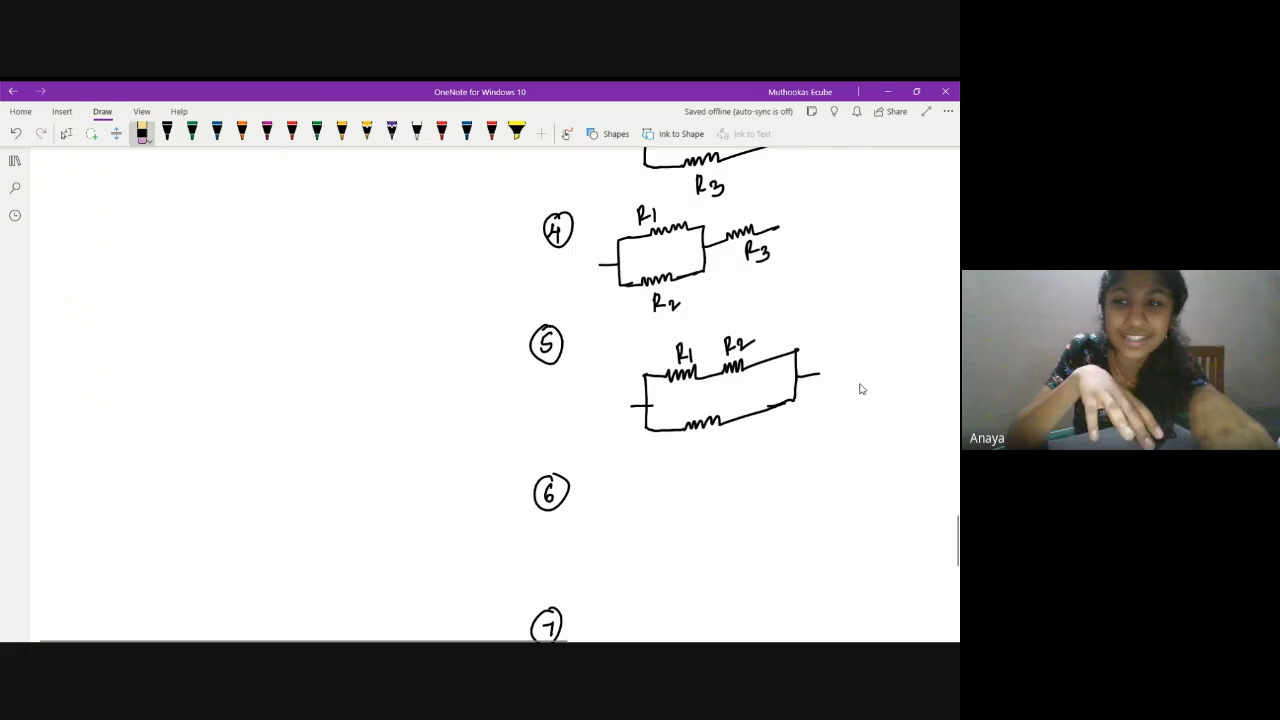 OneNote for Windows 10
Muthookas Ecube
Home Insert Draw View Help
Saved offline (auto-sync is off)
Share
Shapes
Ink to Shape
Ink to Text
R3
4
R1
R3
R2
5
R1 R2
6
7
Anaya